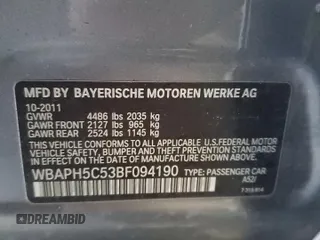 MFD BY BAYERISCHE MOTOREN WERKE AG
10-2011
GVWR 4486 lbs 2035 kg
GAWR FRONT 2127 lbs 965 kg
GAWR REAR 2524 lbs 1145 kg
THIS VEHICLE CONFORMS TO ALL APPLICABLE
U.S.FEDERAL MOTOR VEHICLE SAFETY, BUMPER
AND THEFT PREVENTION STANDARDS IN EFFECT ON
THE DATE OF MANUFACTURE SHOWN ABOVE.
WBAPH5C53BF094190 TYPE: PASSENGER CAR
DREAMBID